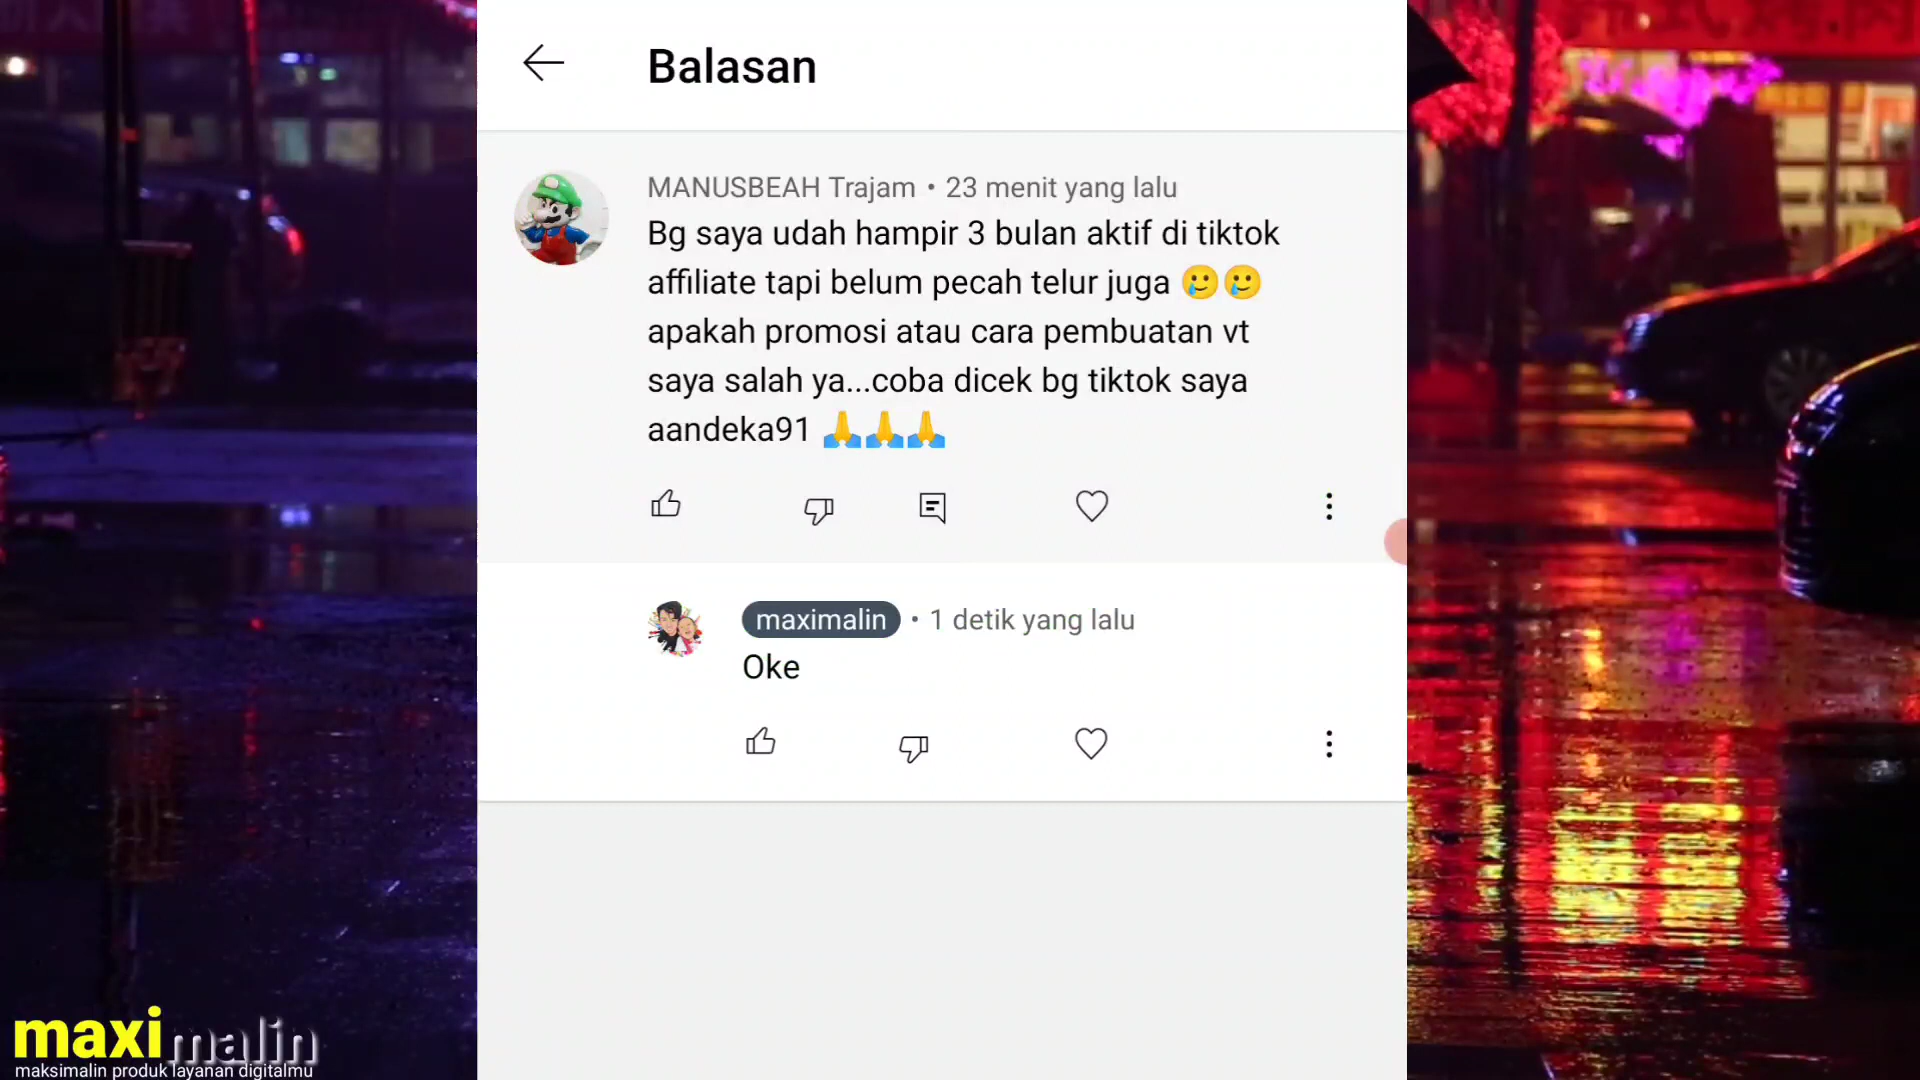 Balasan
MANUSBEAH Trajam • 23 menit yang lalu
Bg saya udah hampir 3 bulan aktif di tiktok
affiliate tapi belum pecah telur juga 🥲🥲
apakah promosi atau cara pembuatan vt
saya salah ya...coba dicek bg tiktok saya
aandeka91 🙏🙏🙏
maximalin • 1 detik yang lalu
Oke
maximalin
maksimalin produk layanan digitalmu